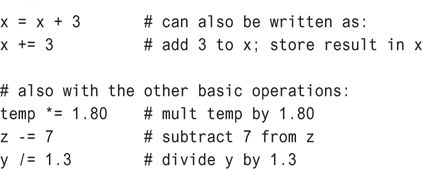 x = x + 3 # can also be written as:
x += 3 # add 3 to x; store result in x
# also with the other basic operations:
temp *= 1.80 # mult temp by 1.80
z -= 7 # subtract 7 from z
y /= 1.3 # divide y by 1.3